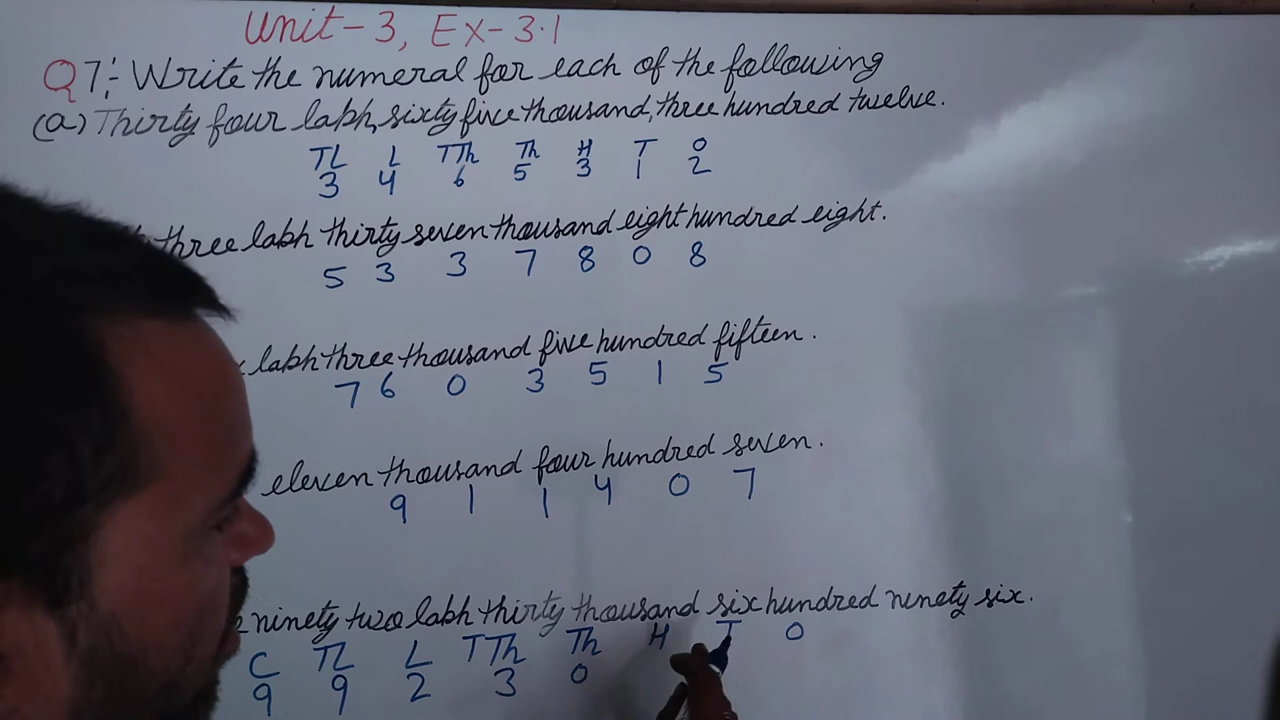 Unit-3, Ex-3.1
Q7:- Write the numeral for each of the following
(a) Thirty four lakh, sixty five thousand, three hundred twelve.
TL L TTh Th H T O
3 4 6 5 3 1 2
three lakh thirty seven thousand eight hundred eight.
5 3 3 7 8 0 8
lakh three thousand five hundred fifteen.
7 6 0 3 5 1 5
eleven thousand four hundred seven.
9 1 1 4 0 7
ninety two lakh thirty thousand six hundred ninety six.
C TL L TTh Th H T O
9 9 2 3 0